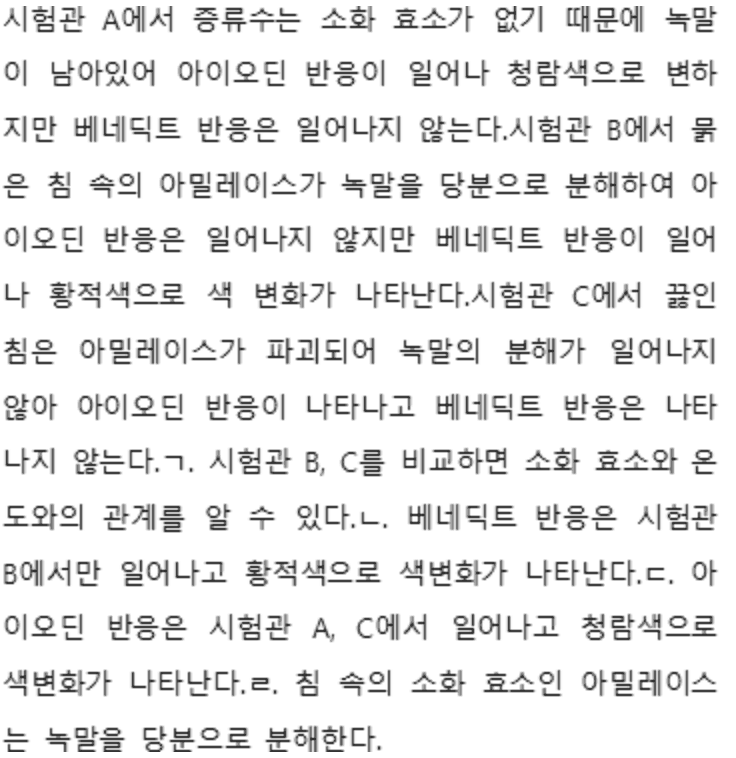 시험관 A에서 증류수는 소화 효소가 없기 때문에 녹말
이 남아있어 아이오딘 반응이 일어나 청람색으로 변하
지만 베네딕트 반응은 일어나지 않는다.시험관 B에서 묽
은 침 속의 아밀레이스가 녹말을 당분으로 분해하여 아
이오딘 반응은 일어나지 않지만 베네딕트 반응이 일어
나 황적색으로 색 변화가 나타난다.시험관 C에서 끓인
침은 아밀레이스가 파괴되어 녹말의 분해가 일어나지
않아 아이오딘 반응이 나타나고 베네딕트 반응은 나타
나지 않는다.ㄱ. 시험관 B, C를 비교하면 소화 효소와 온
도와의 관계를 알 수 있다.ㄴ. 베네딕트 반응은 시험관
B에서만 일어나고 황적색으로 색변화가 나타난다.ㄷ. 아
이오딘 반응은 시험관 A, C에서 일어나고 청람색으로
색변화가 나타난다.ㄹ. 침 속의 소화 효소인 아밀레이스
는 녹말을 당분으로 분해한다.